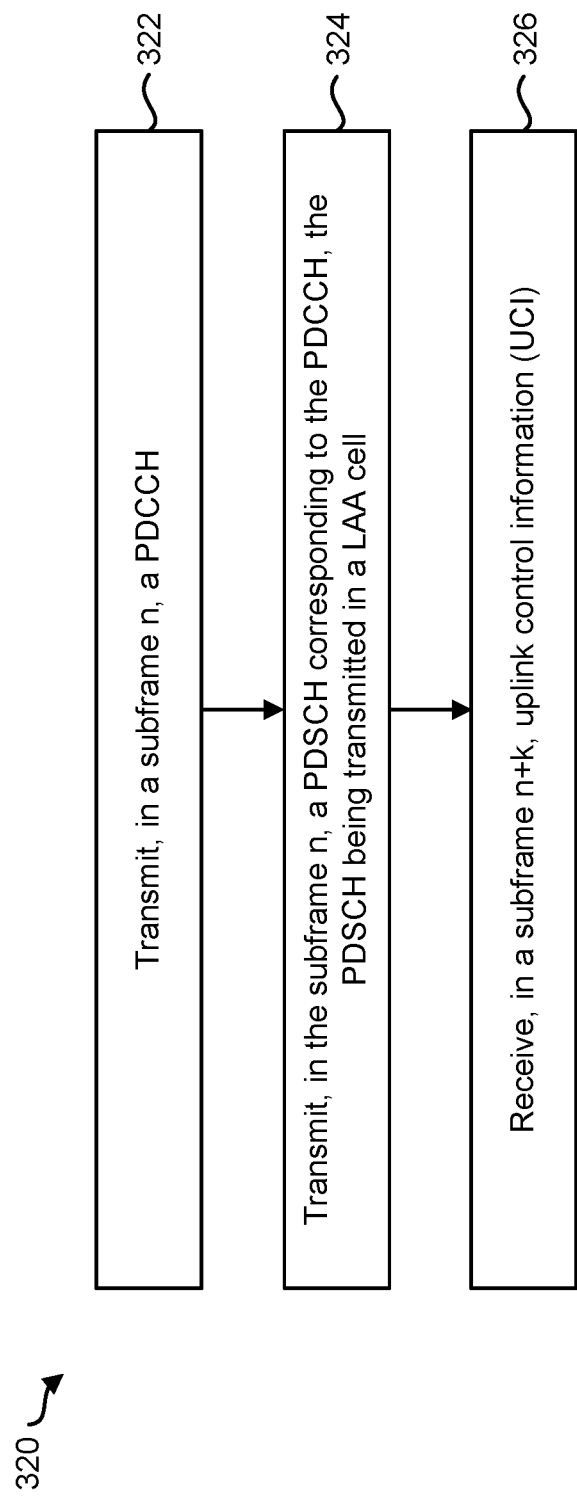 320
Transmit, in a subframe n, a PDCCH
322
Transmit, in the subframe n, a PDSCH corresponding to the PDCCH, the
PDSCH being transmitted in a LAA cell
324
Receive, in a subframe n+k, uplink control information (UCI)
326